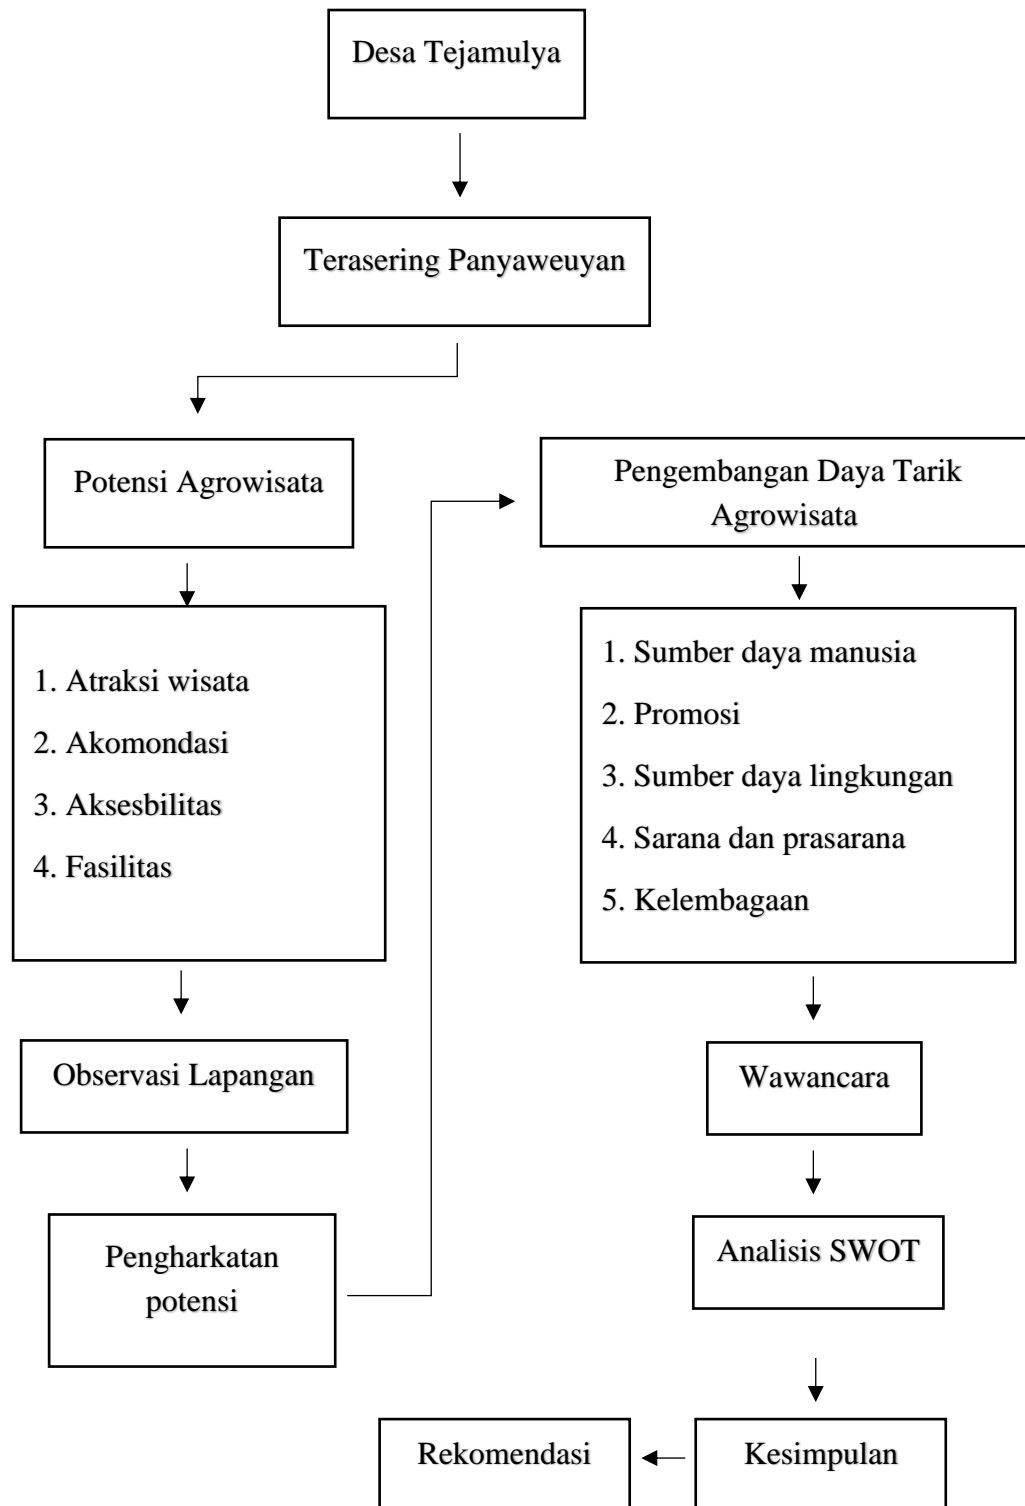 Desa Tejamulya
Terasering Panyaweuyan
Potensi Agrowisata
1. Atraksi wisata
2. Akomondasi
3. Aksesbilitas
4. Fasilitas
Observasi Lapangan
Pengharkatan
potensi
Pengembangan Daya Tarik
Agrowisata
1. Sumber daya manusia
2. Promosi
3. Sumber daya lingkungan
4. Sarana dan prasarana
5. Kelembagaan
Wawancara
Analisis SWOT
Kesimpulan
Rekomendasi